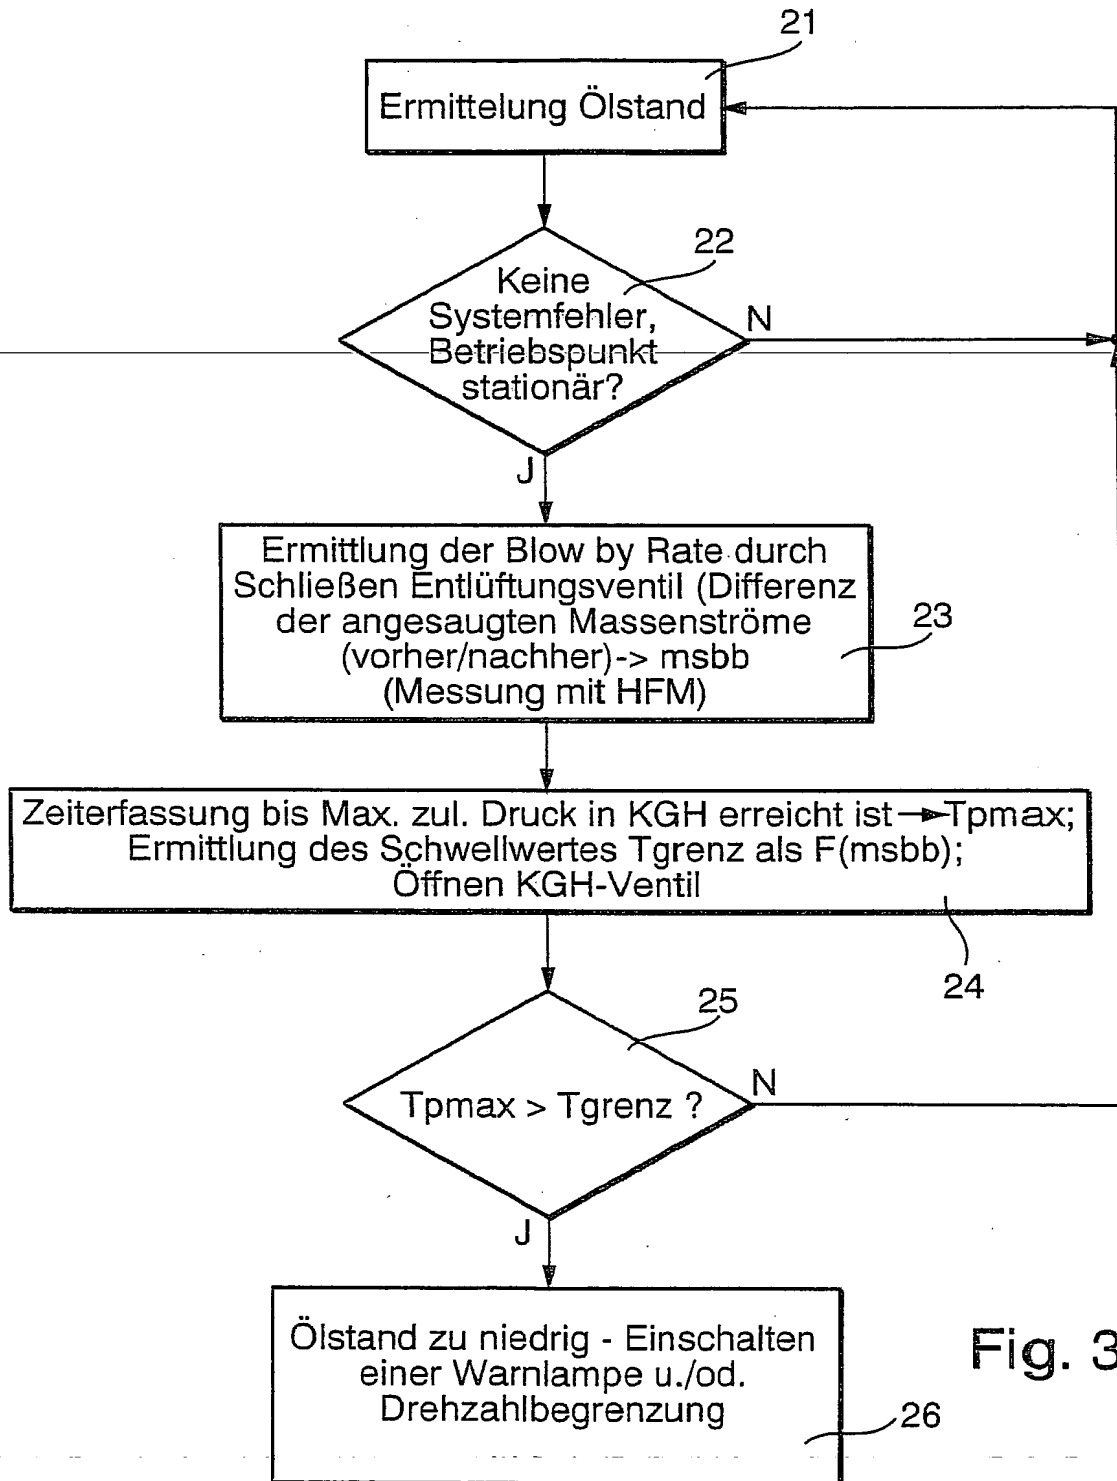 21
Ermittelung Ölstand
22
Keine
Systemfehler,
Betriebspunkt
stationär?
N
J
Ermittlung der Blow by Rate durch
Schließen Entlüftungsventil (Differenz
der angesaugten Massenströme
(vorher/nachher)-> msbb
(Messung mit HFM)
23
Zeiterfassung bis Max. zul. Druck in KGH erreicht ist→Tpmax;
Ermittlung des Schwellwertes Tgrenz als F(msbb);
Öffnen KGH-Ventil
24
25
Tpmax > Tgrenz ?
N
J
Ölstand zu niedrig - Einschalten
einer Warnlampe u./od.
Drehzahlbegrenzung
26
Fig. 3